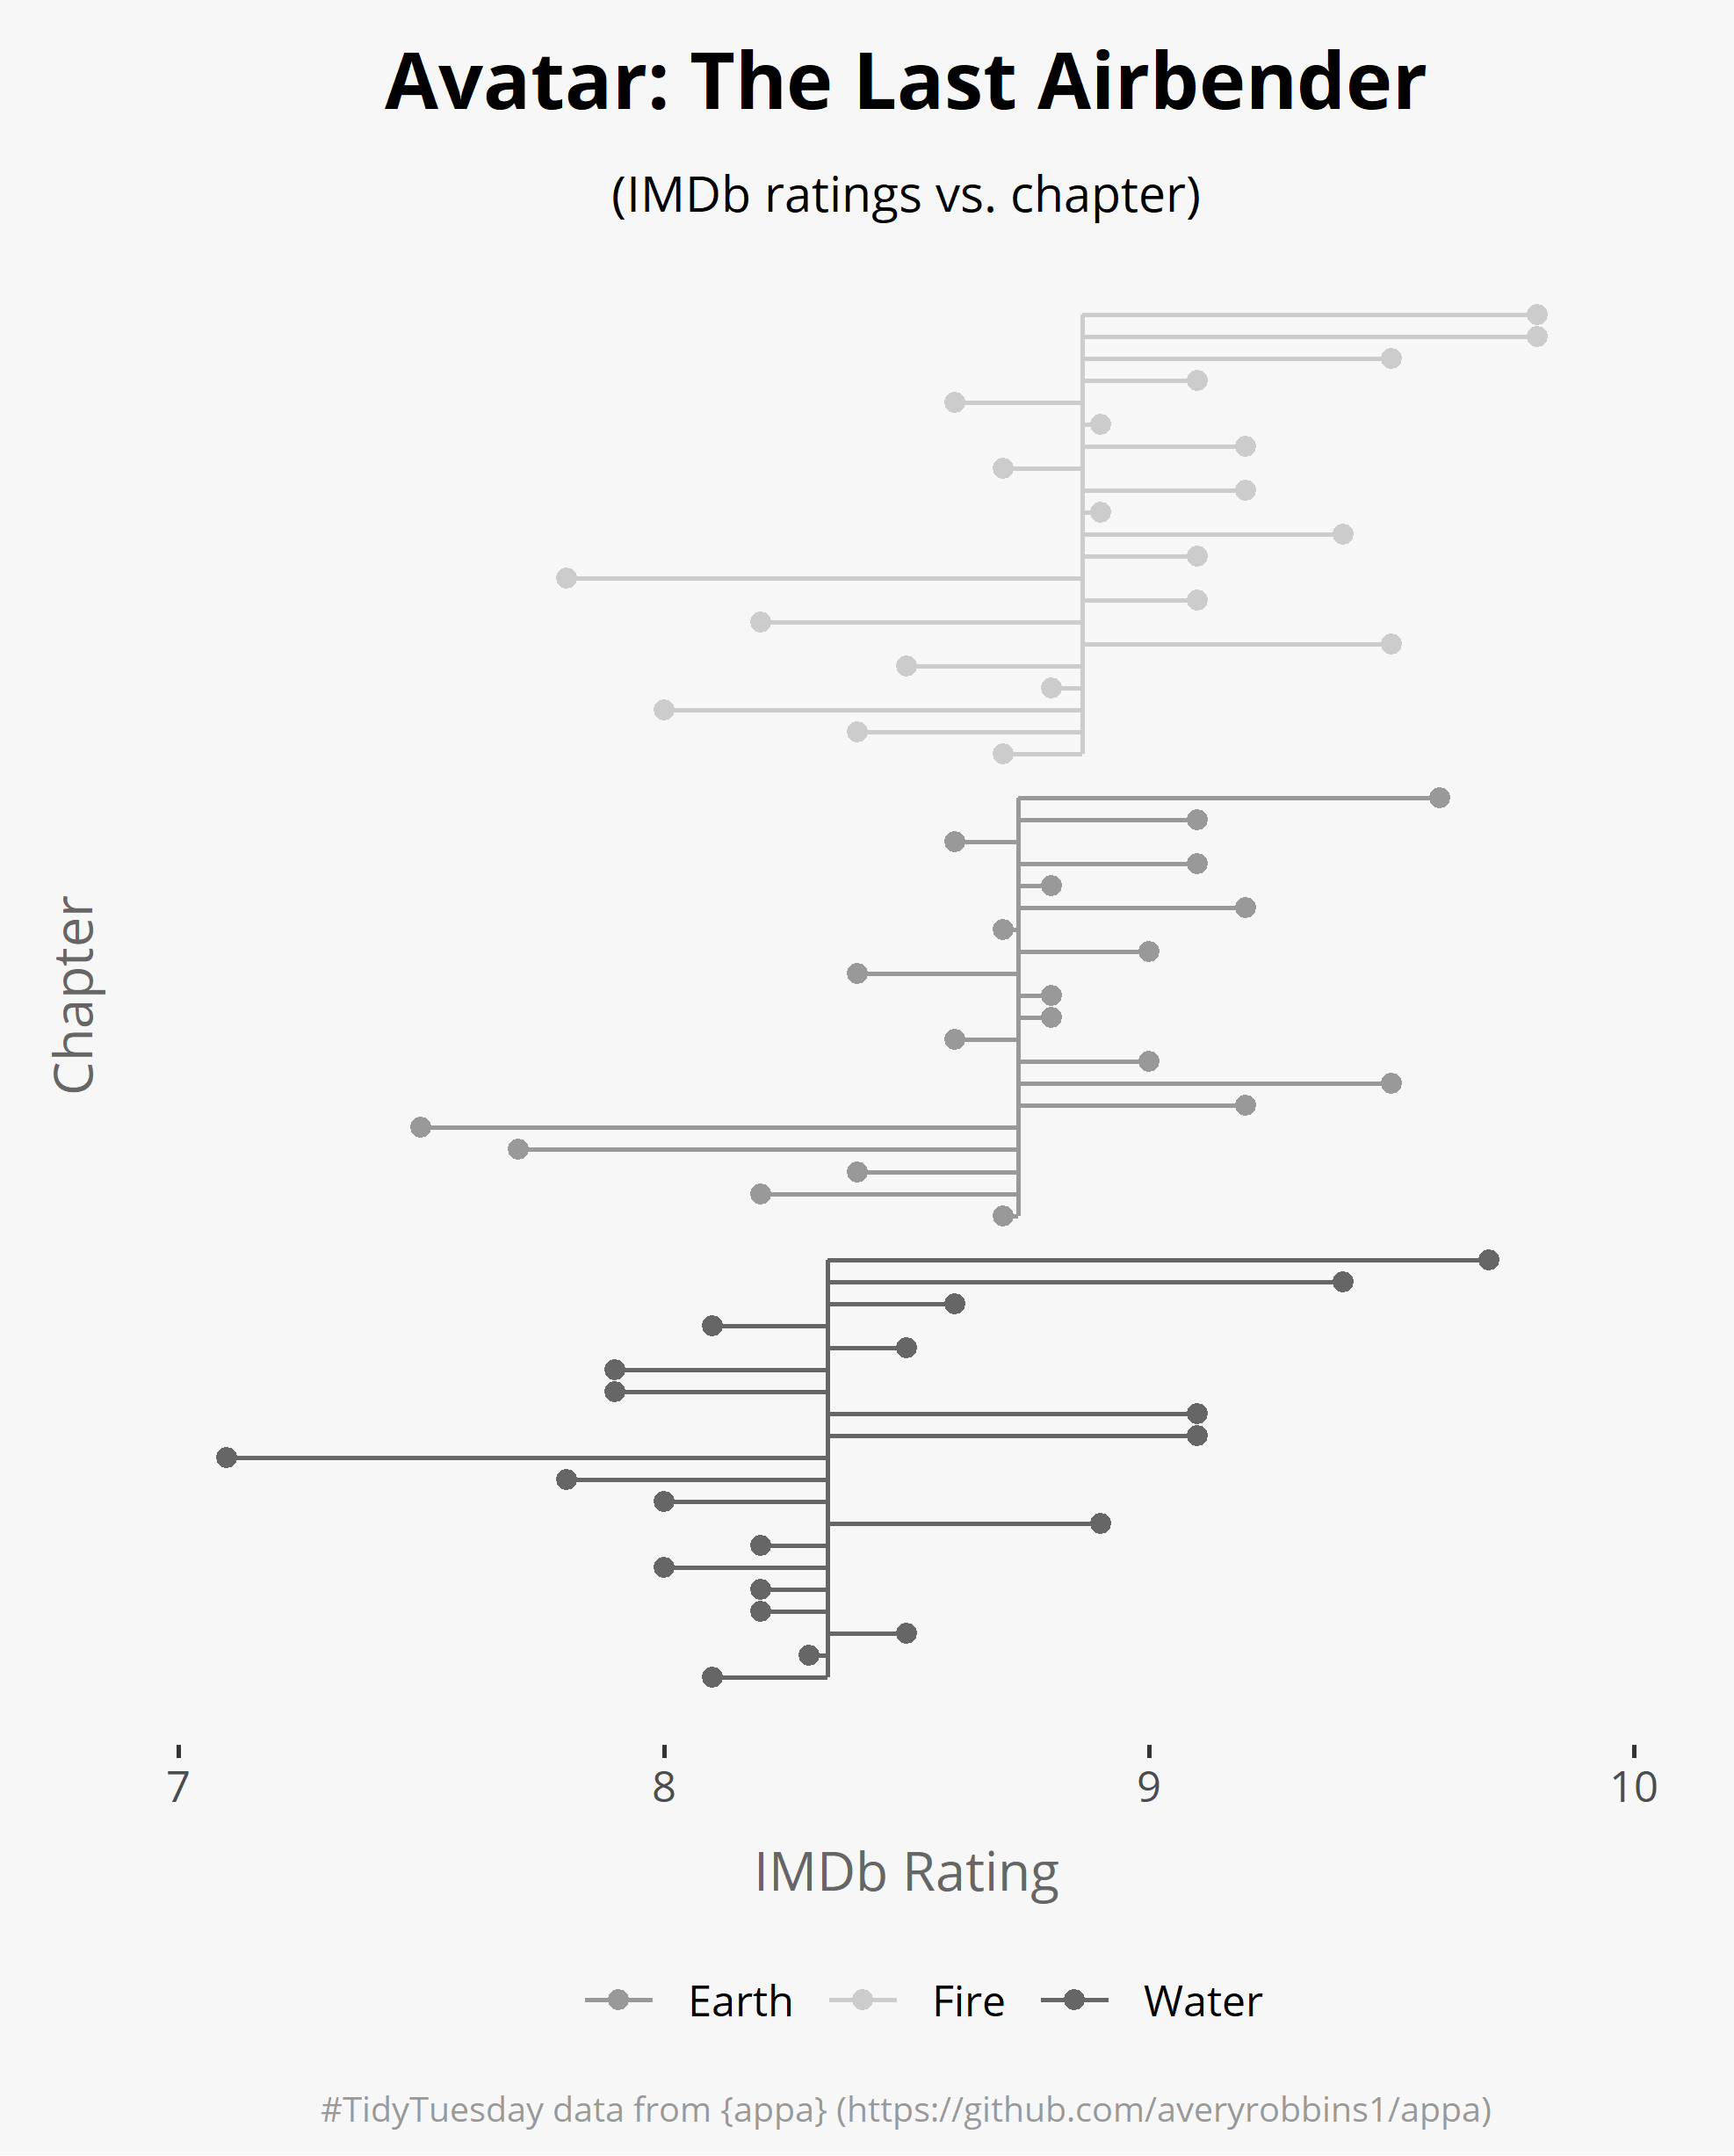 Avatar: The Last Airbender
(IMDb ratings vs. chapter)
Chapter
7 8 9 10
IMDb Rating
Earth Fire Water
#TidyTuesday data from {appa} (https://github.com/averyrobbins1/appa)